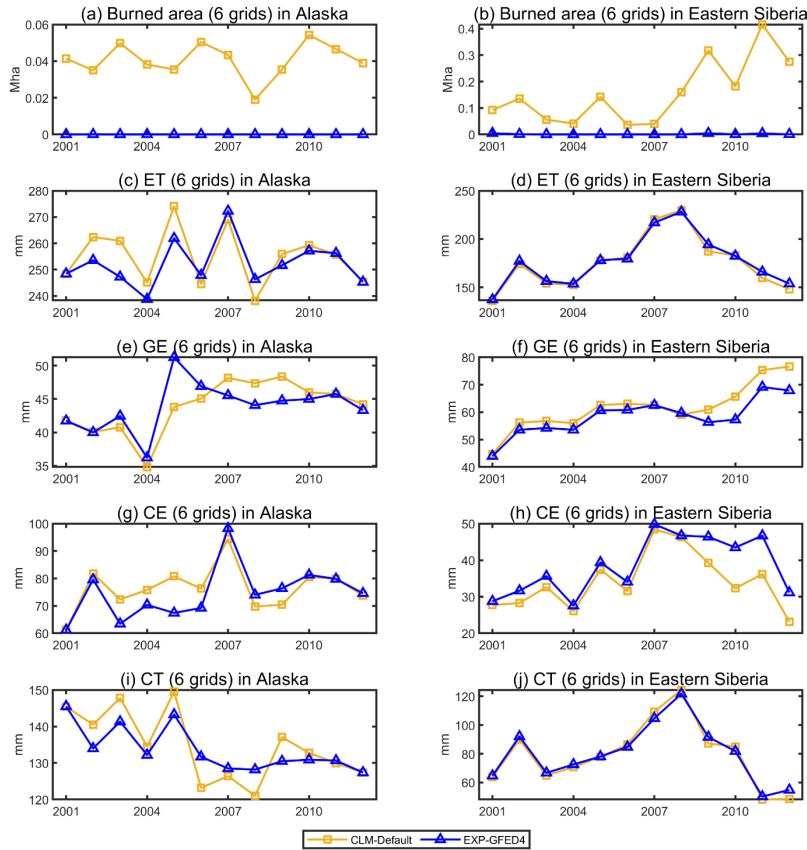 (a) Burned area (6 grids) in Alaska
0.06
0.04
0.02
0
Mha
2001 2004 2007 2010
(b) Burned area (6 grids) in Eastern Siberia
0.4
0.3
0.2
0.1
0
Mha
2001 2004 2007 2010
(c) ET (6 grids) in Alaska
280
270
260
250
240
mm
2001 2004 2007 2010
(d) ET (6 grids) in Eastern Siberia
250
200
150
mm
2001 2004 2007 2010
(e) GE (6 grids) in Alaska
50
45
40
35
mm
2001 2004 2007 2010
(f) GE (6 grids) in Eastern Siberia
80
70
60
50
40
mm
2001 2004 2007 2010
(g) CE (6 grids) in Alaska
100
90
80
70
60
mm
2001 2004 2007 2010
(h) CE (6 grids) in Eastern Siberia
50
40
30
20
mm
2001 2004 2007 2010
(i) CT (6 grids) in Alaska
150
140
130
120
mm
2001 2004 2007 2010
(j) CT (6 grids) in Eastern Siberia
120
100
80
60
mm
2001 2004 2007 2010
CLM-Default EXP-GFED4